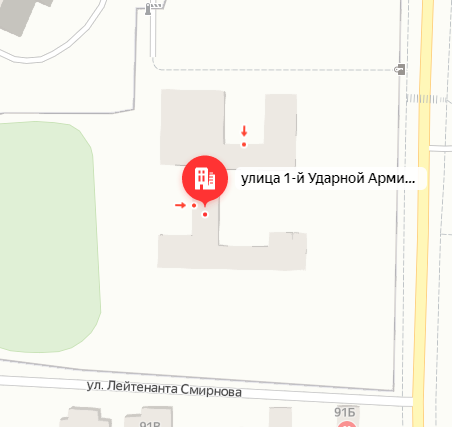 улица 1-й Ударной Арми...
ул. Лейтенанта Смирнова
91В
91Б